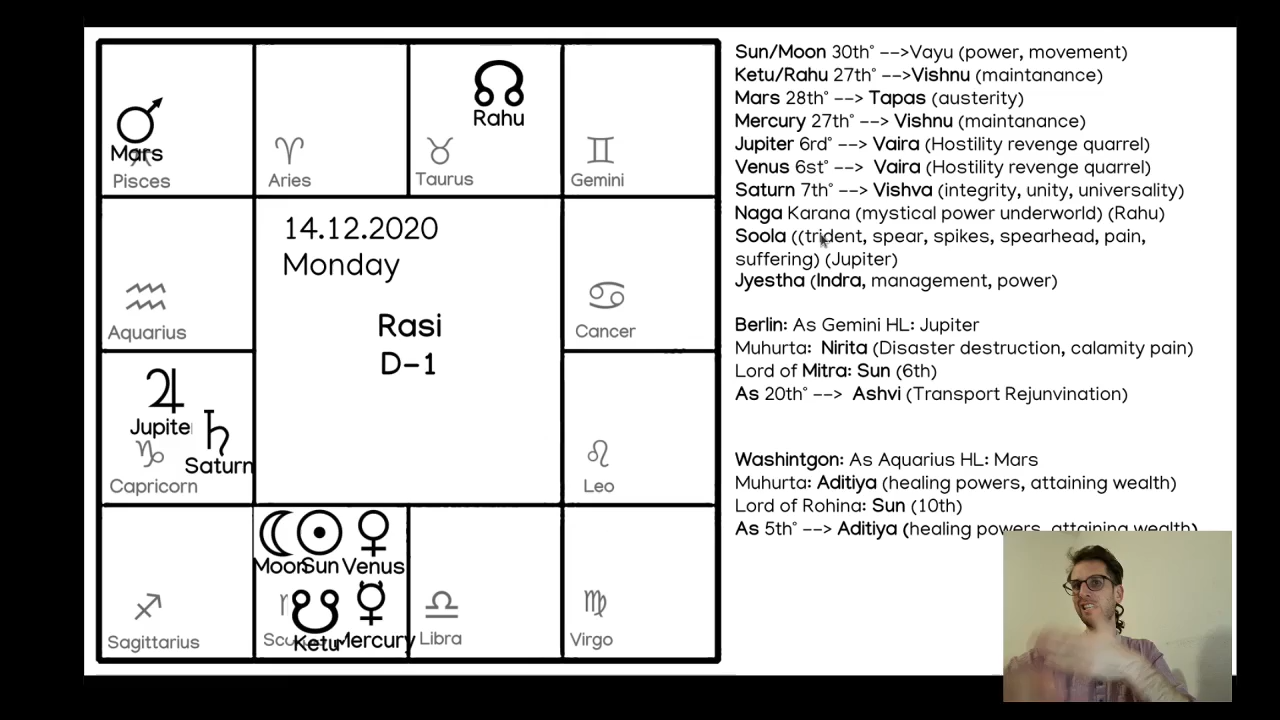 Mars
Pisces
Aries
Rahu
Taurus
Gemini
Aquarius
14.12.2020
Monday
Rasi
D-1
Cancer
Jupite
Saturn
Capricorn
Leo
Sagittarius
Moon Sun Venus
Ketu Mercury
Libra
Virgo
Sun/Moon 30th° -->Vayu (power, movement)
Ketu/Rahu 27th° -->Vishnu (maintanance)
Mars 28th° --> Tapas (austerity)
Mercury 27th° --> Vishnu (maintanance)
Jupiter 6rd° --> Vaira (Hostility revenge quarrel)
Venus 6st° --> Vaira (Hostility revenge quarrel)
Saturn 7th° --> Vishva (integrity, unity, universality)
Naga Karana (mystical power underworld) (Rahu)
Soola ((trident, spear, spikes, spearhead, pain,
suffering) (Jupiter)
Jyestha (Indra, management, power)
Berlin: As Gemini HL: Jupiter
Muhurta: Nirita (Disaster destruction, calamity pain)
Lord of Mitra: Sun (6th)
As 20th° --> Ashvi (Transport Rejunvination)
Washintgon: As Aquarius HL: Mars
Muhurta: Aditiya (healing powers, attaining wealth)
Lord of Rohina: Sun (10th)
As 5th° --> Aditiya (healing powers, attaining wealth)